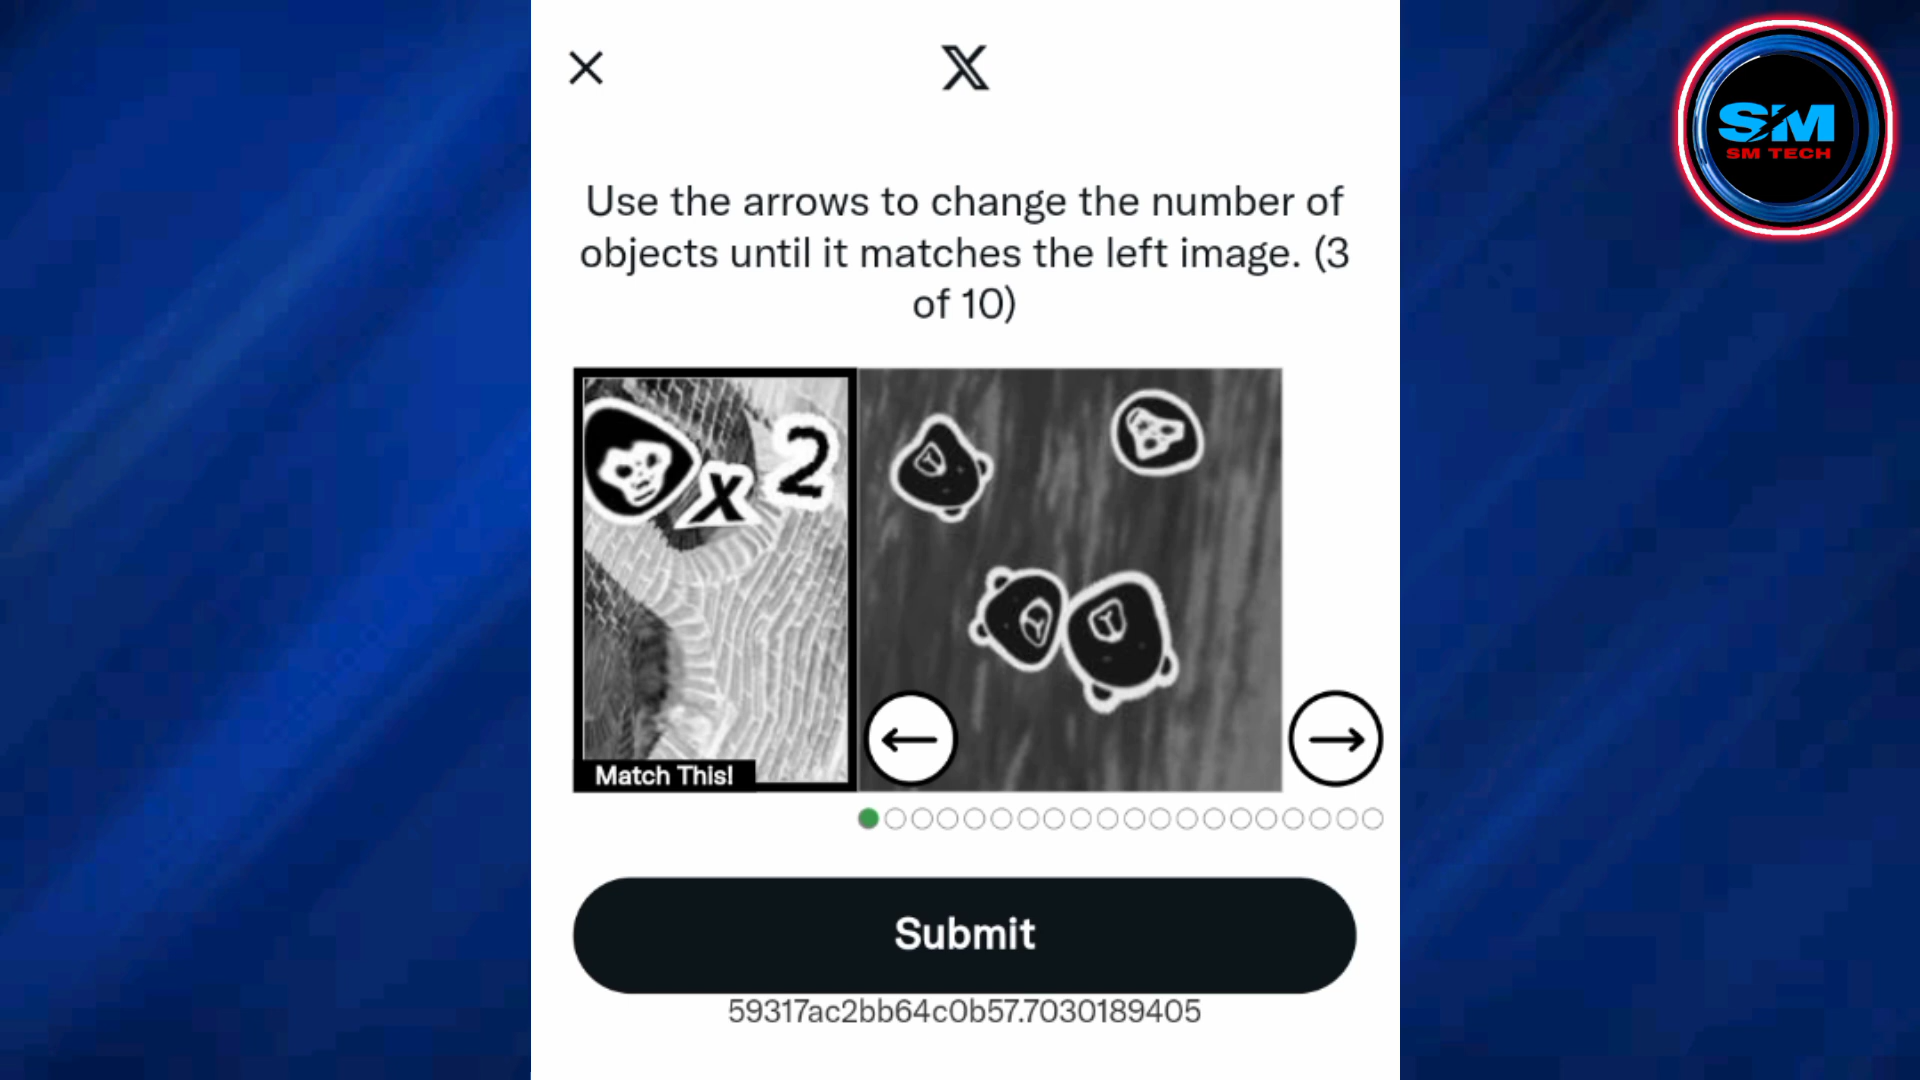 SM
SM TECH
Use the arrows to change the number of
objects until it matches the left image. (3
of 10)
x 2
Match This!
Submit
59317ac2bb64c0b57.7030189405